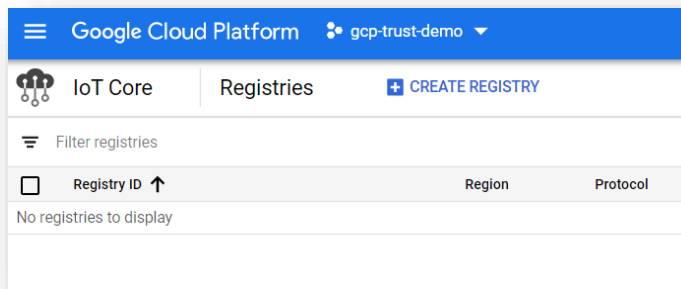 Google Cloud Platform gcp-trust-demo
IoT Core Registries CREATE REGISTRY
Filter registries
Registry ID Region Protocol
No registries to display